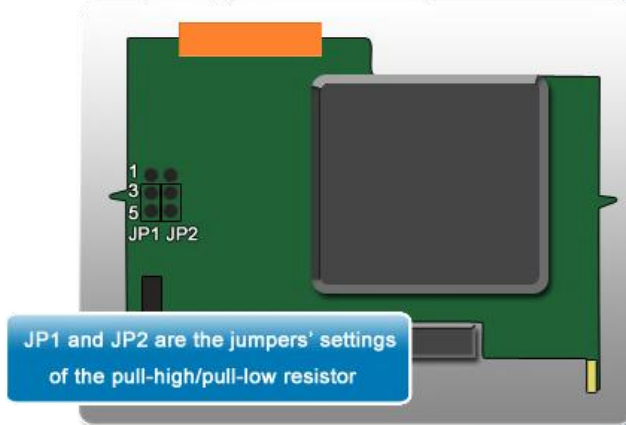 1
3
5
JP1 JP2
JP1 and JP2 are the jumpers’ settings
of the pull-high/pull-low resistor